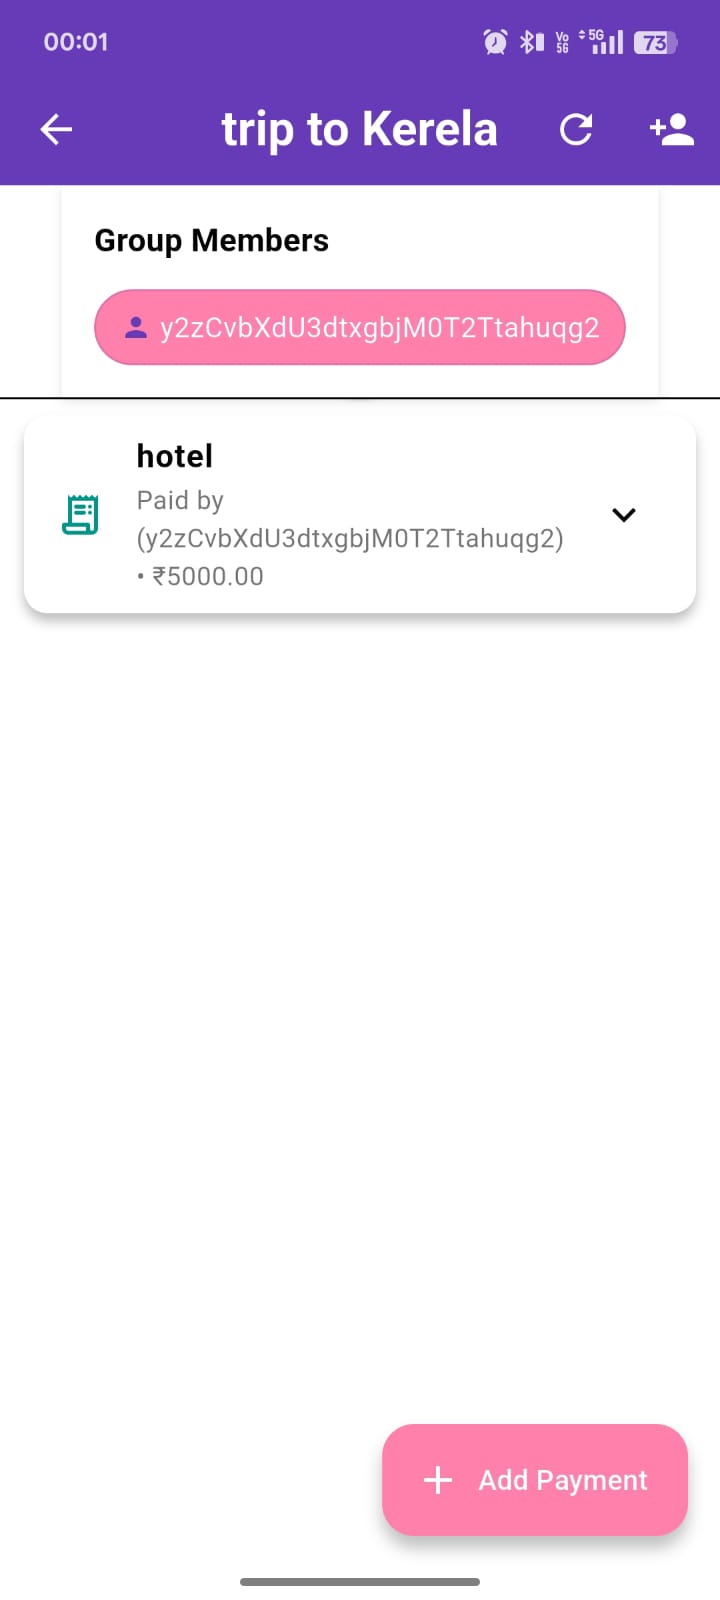 00:01
Vo
5G
5G
73
trip to Kerela
Group Members
y2zCvbXdU3dtxgbjM0T2Ttahuqg2
hotel
Paid by
(y2zCvbXdU3dtxgbjM0T2Ttahuqg2)
• ₹5000.00
+ Add Payment